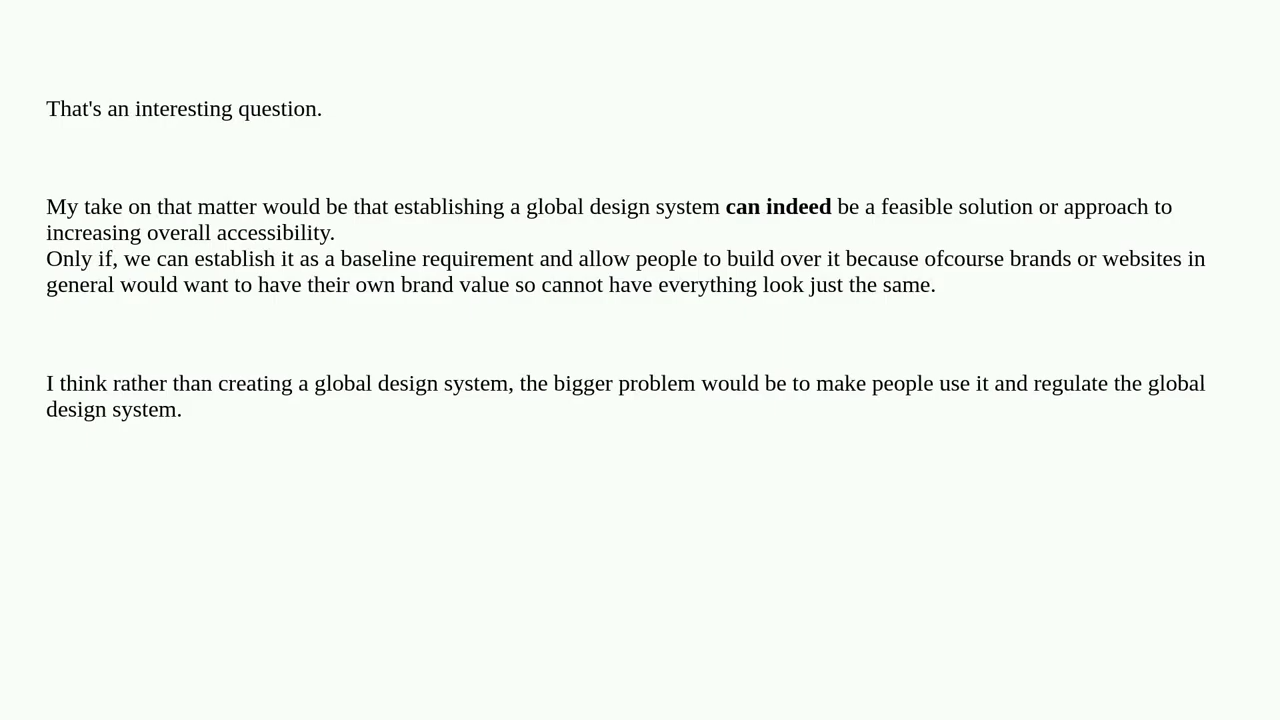 That's an interesting question.
My take on that matter would be that establishing a global design system can indeed be a feasible solution or approach to
increasing overall accessibility.
Only if, we can establish it as a baseline requirement and allow people to build over it because ofcourse brands or websites in
general would want to have their own brand value so cannot have everything look just the same.
I think rather than creating a global design system, the bigger problem would be to make people use it and regulate the global
design system.